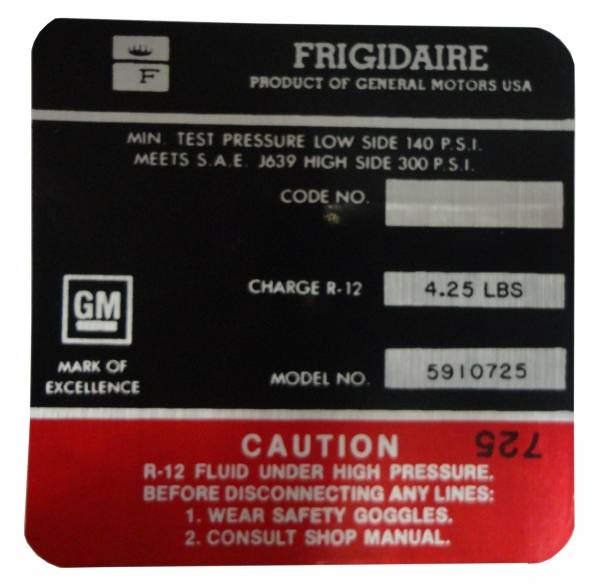 FRIGIDAIRE
F
PRODUCT OF GENERAL MOTORS USA
MIN. TEST PRESSURE LOW SIDE 140 P.S.I.
MEETS S.A.E. J639 HIGH SIDE 300 P.S.I.
CODE NO.
CHARGE R-12 4.25 LBS
GM
MARK OF
EXCELLENCE
MODEL NO. 5910725
CAUTION 725
R-12 FLUID UNDER HIGH PRESSURE.
BEFORE DISCONNECTING ANY LINES:
1. WEAR SAFETY GOGGLES.
2. CONSULT SHOP MANUAL.